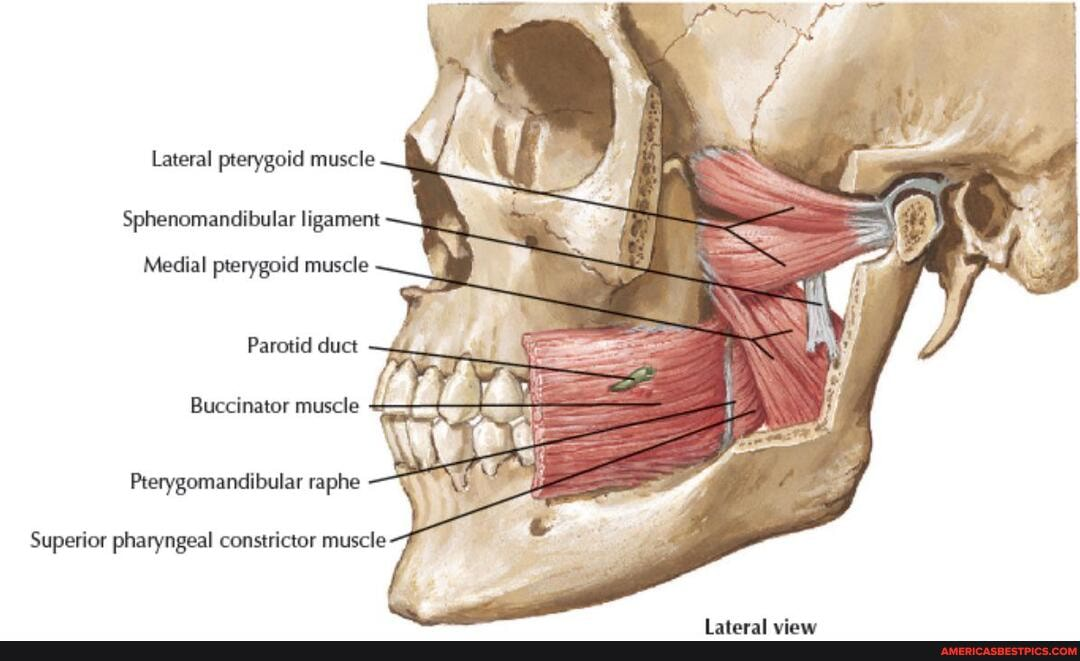 Lateral pterygoid muscle
Sphenomandibular ligament
Medial pterygoid muscle
Parotid duct
Buccinator muscle
Pterygomandibular raphe
Superior pharyngeal constrictor muscle
Lateral view
AMERICASBESTPICS.COM